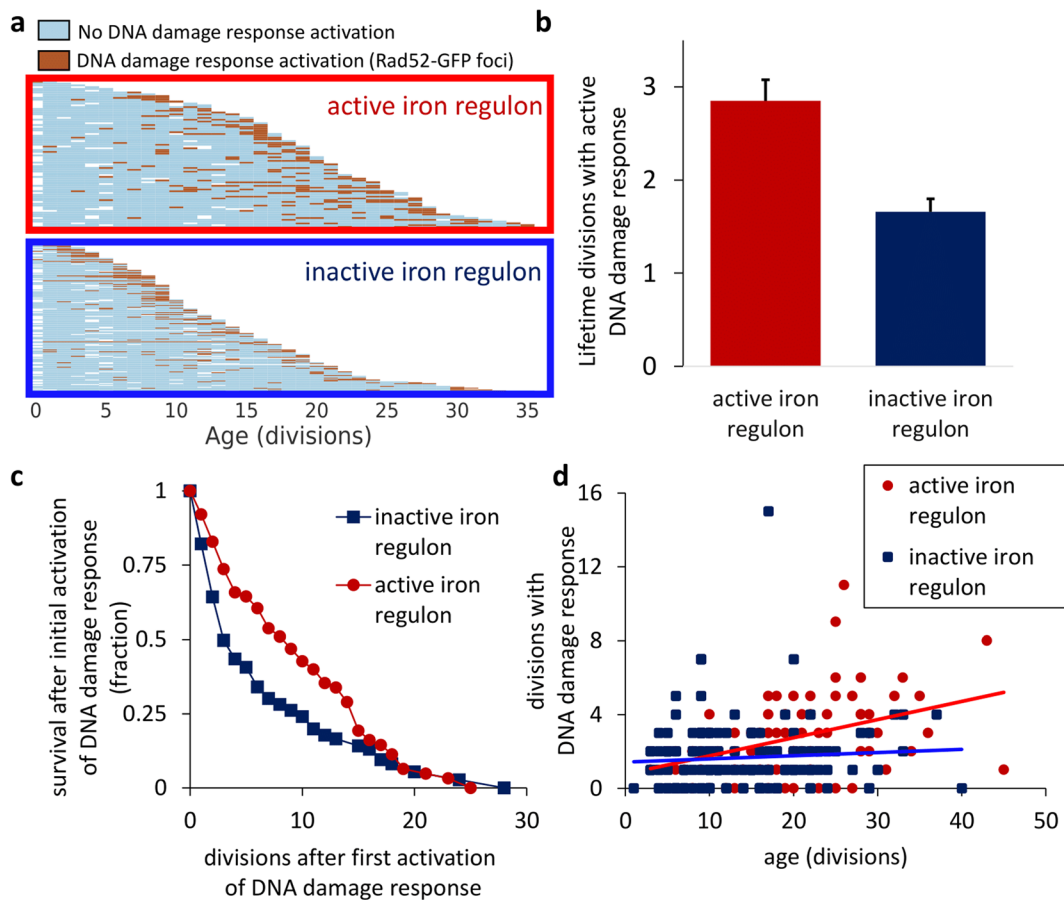 a
No DNA damage response activation
DNA damage response activation (Rad52-GFP foci)
active iron regulon
inactive iron regulon
0 5 10 15 20 25 30 35
Age (divisions)
b
Lifetime divisions with active
DNA damage response
3
2
1
0
active iron
regulon
inactive iron
regulon
c
survival after initial activation
of DNA damage response
(fraction)
1
0.75
0.5
0.25
0
inactive iron
regulon
active iron
regulon
0 10 20 30
divisions after first activation
of DNA damage response
d
divisions with
DNA damage response
16
12
8
4
0
active iron
regulon
inactive iron
regulon
0 10 20 30 40 50
age (divisions)